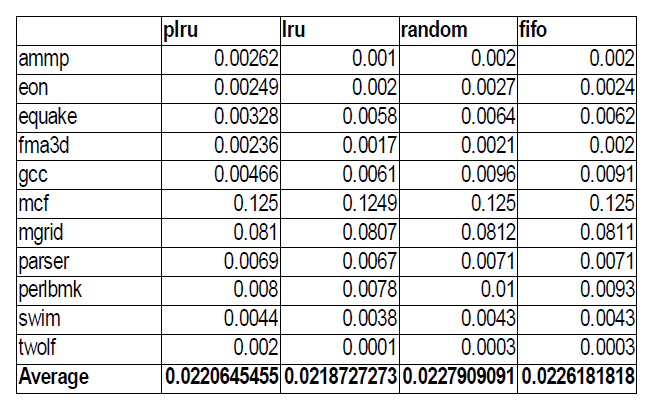 plru lru random fifo
ammp 0.00262 0.001 0.002 0.002
eon 0.00249 0.002 0.0027 0.0024
equake 0.00328 0.0058 0.0064 0.0062
fma3d 0.00236 0.0017 0.0021 0.002
gcc 0.00466 0.0061 0.0096 0.0091
mcf 0.125 0.1249 0.125 0.125
mgrid 0.081 0.0807 0.0812 0.0811
parser 0.0069 0.0067 0.0071 0.0071
perlbmk 0.008 0.0078 0.01 0.0093
swim 0.0044 0.0038 0.0043 0.0043
twolf 0.002 0.0001 0.0003 0.0003
Average 0.0220645455 0.0218727273 0.0227909091 0.0226181818